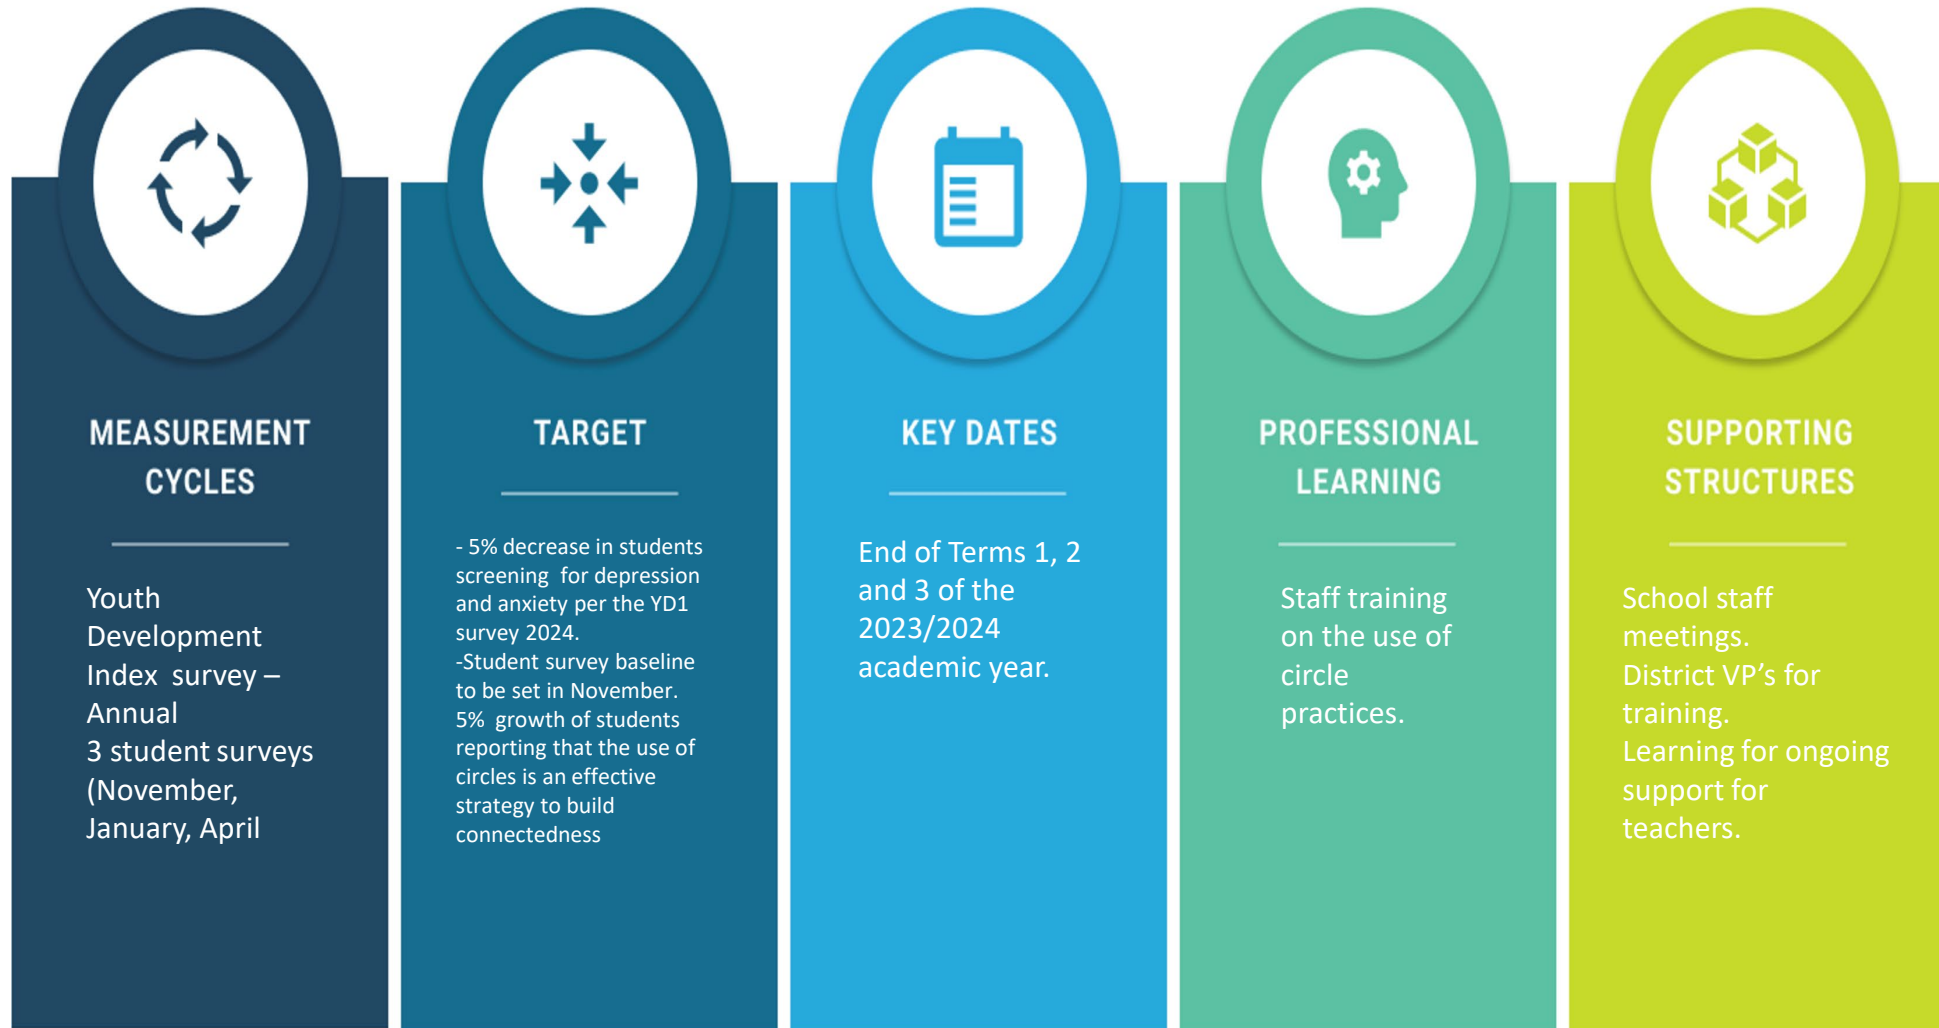 MEASUREMENT
CYCLES
Youth
Development
Index  survey –
Annual
3 student surveys
(November,
January, April
TARGET
- 5% decrease in students
screening  for depression
and anxiety per the YD1
survey 2024.
-Student survey baseline
to be set in November.
5%  growth of students
reporting that the use of
circles is an effective
strategy to build
connectedness
KEY DATES
End of Terms 1, 2
and 3 of the
2023/2024
academic year.
PROFESSIONAL
LEARNING
Staff training
on the use of
circle
practices.
SUPPORTING
STRUCTURES
School staff
meetings.
District VP’s for
training.
Learning for ongoing
support for
teachers.